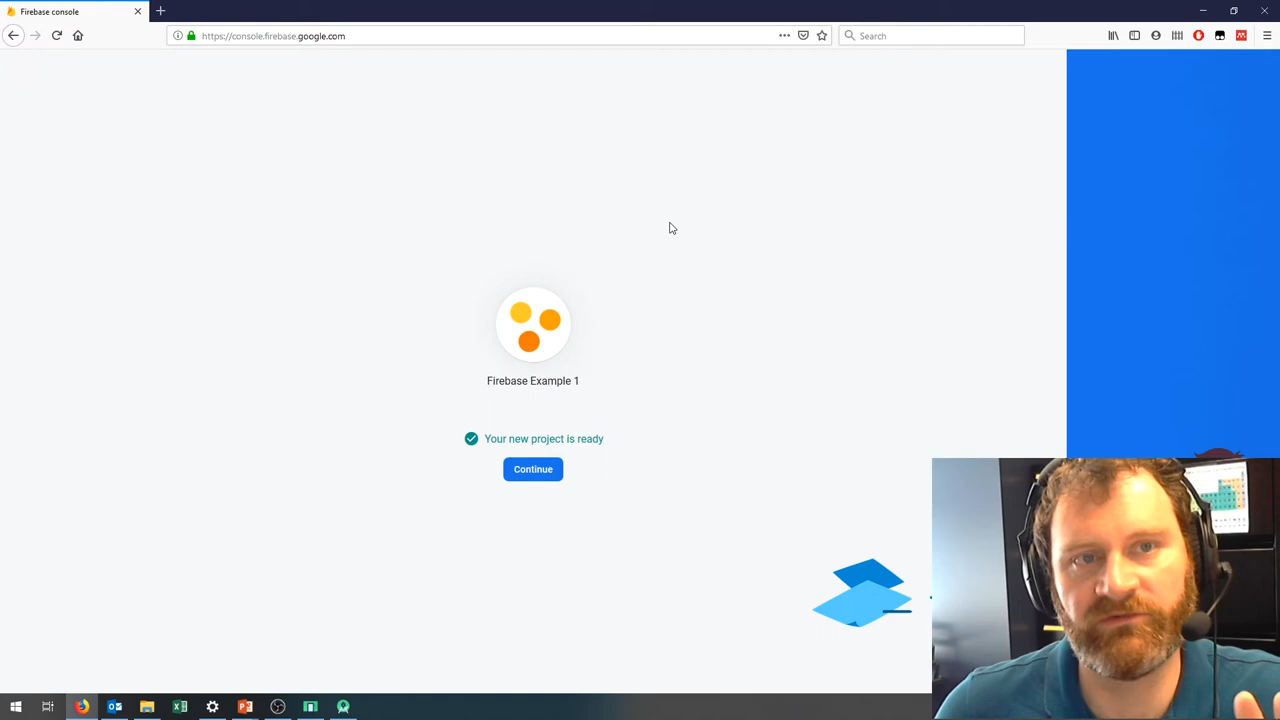 Firebase console
https://console.firebase.google.com
Search
Firebase Example 1
Your new project is ready
Continue